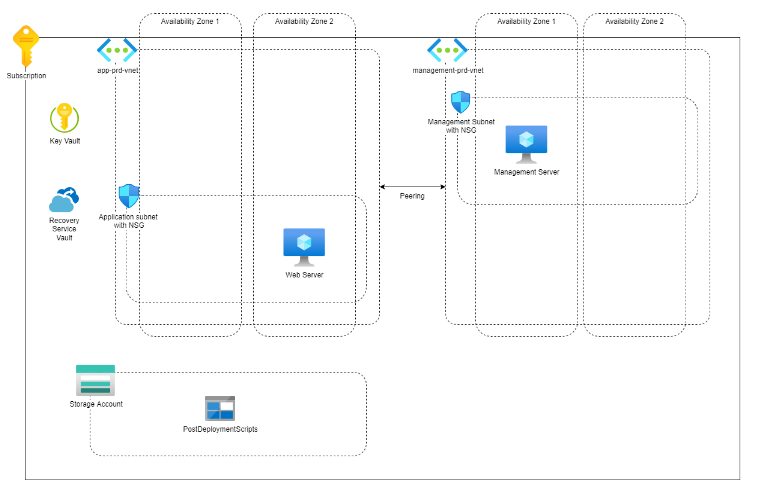 Availability Zone 1
Availability Zone 2
Availability Zone 1
Availability Zone 2
Subscription
app-prd-vnet
management-prd-vnet
Key Vault
Management Subnet
with NSG
Management Server
Peering
Recovery
Service
Vault
Application subnet
with NSG
Web Server
Storage Account
PostDeploymentScripts